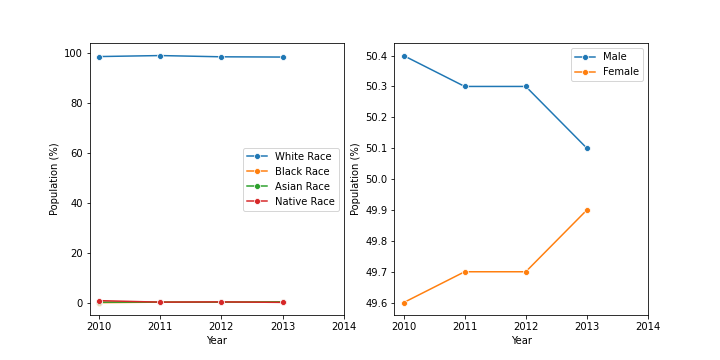 100
80
60
40
20
0
Population (%)
2010 2011 2012 2013 2014
Year
White Race
Black Race
Asian Race
Native Race
50.4
50.3
50.2
50.1
50.0
49.9
49.8
49.7
49.6
Population (%)
2010 2011 2012 2013 2014
Year
Male
Female